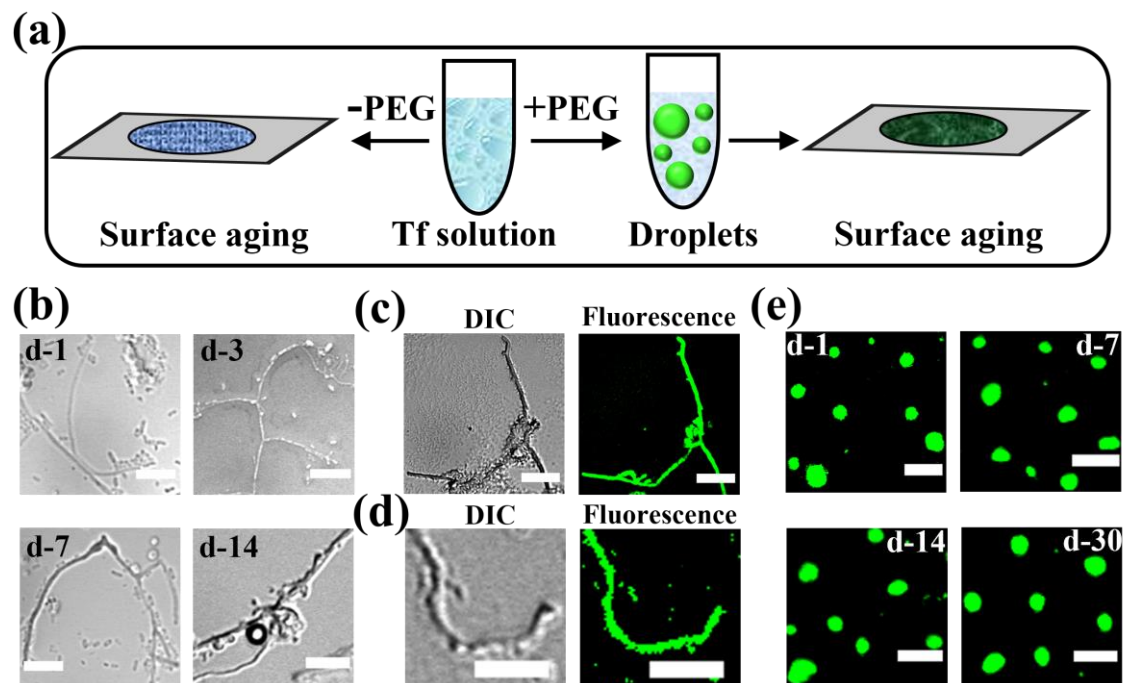 (a)
-PEG +PEG
Surface aging Tf solution Droplets Surface aging
(b) (c) (e)
DIC Fluorescence
d-1 d-3 d-1 d-7
(d)
DIC Fluorescence
d-7 d-14 d-14 d-30